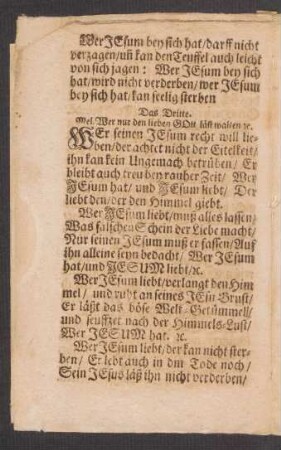 Wer JEsum bey sich hat/ darff nicht
verzagen/ uñ kan den Teuffel auch leicht
von sich jagen: Wer JEsum bey sich
hat/ wird nicht verderben/ wer JEsum
bey sich hat/ kan seelig sterben
Das Dritte.
Mel. Wer nur den lieben GOtt läst walten ꝛc.
WEr seinen JEsum recht will lie-
ben/ der achtet nicht der Eitelkeit/
ihn kan kein Ungemach betrüben/ Er
bleibt auch treu bey rauher Zeit/ Wer
JEsum hat/ und JEsum liebt/ Der
liebt den/ der den Himmel giebt.
Wer JEsum liebt/ muß alles lassen/
Was falschen Schein der Liebe macht/
Nur seinen JEsum muß er fassen/ Auf
ihn alleine seyn bedacht/ Wer JEsum
hat/ und JESUM liebt/ ꝛc.
Wer JEsum liebt/ verlangt den Him
mel/ und ruht an seines JEsu Brust/
Er läßt das böse Welt-Getümmell/
und seuffzet nach der Himmels-Lust/
Wer JESUM hat. ꝛc.
Wer JEsum liebt/ der kan nicht ster-
ben/ Er lebt auch in dm Tode noch/
Sein JEsus läß ihn nicht verderben/